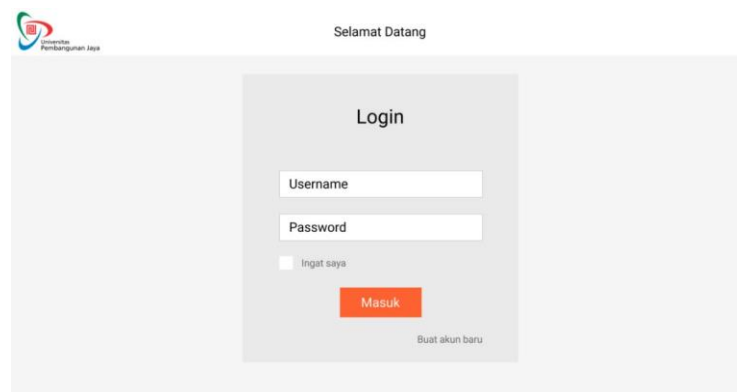 Universitas
Pembangunan Jaya
Selamat Datang
Login
Username
Password
Ingat saya
Masuk
Buat akun baru